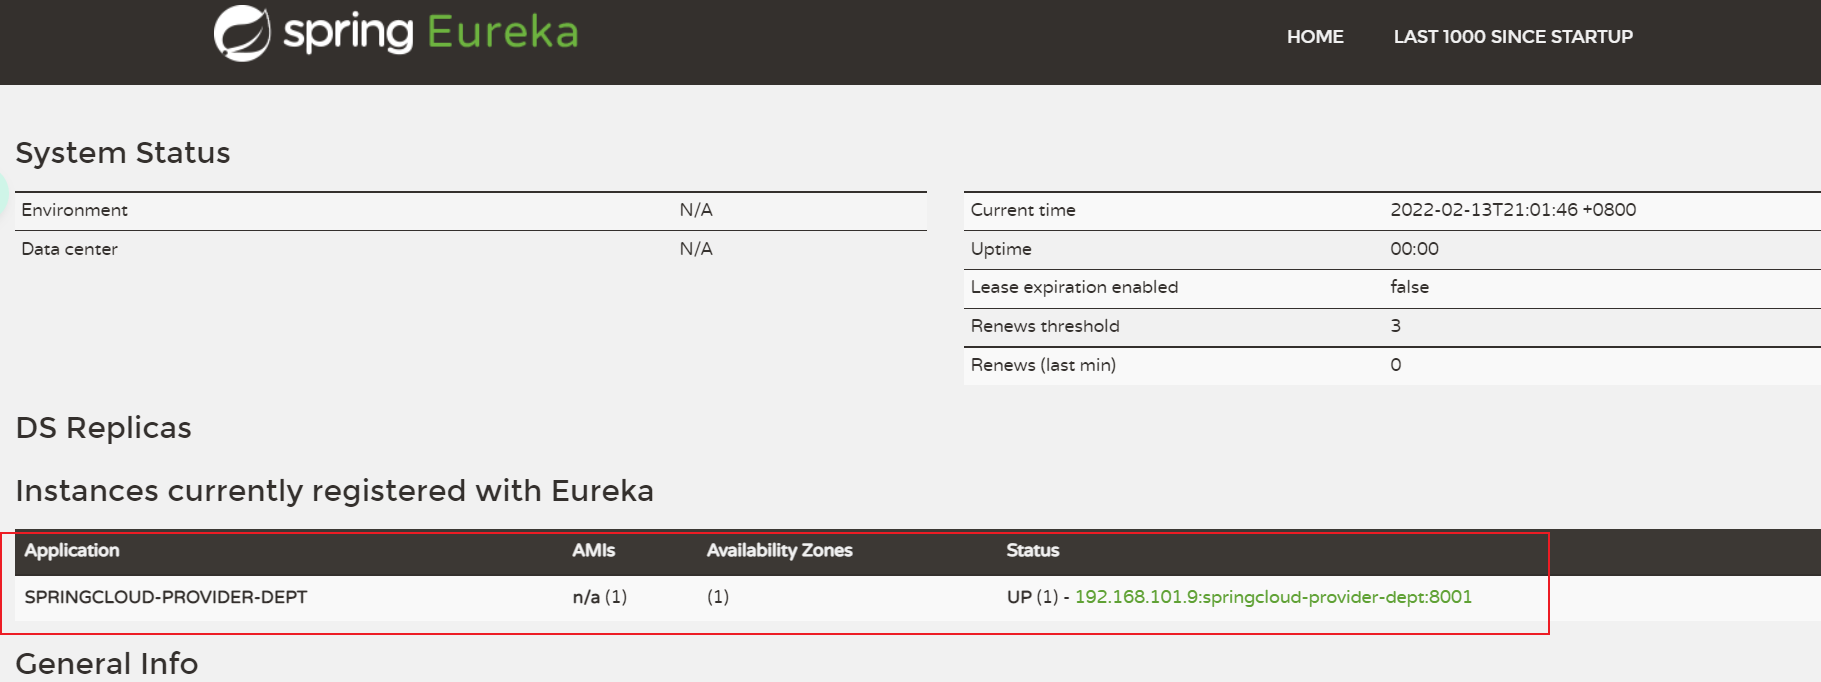 spring Eureka
HOME LAST 1000 SINCE STARTUP
System Status
Environment N/A
Data center N/A
Current time 2022-02-13T21:01:46 +0800
Uptime 00:00
Lease expiration enabled false
Renews threshold 3
Renews (last min) 0
DS Replicas
Instances currently registered with Eureka
Application AMIs Availability Zones Status
SPRINGCLOUD-PROVIDER-DEPT n/a (1) (1) UP (1) - 192.168.101.9:springcloud-provider-dept:8001
General Info